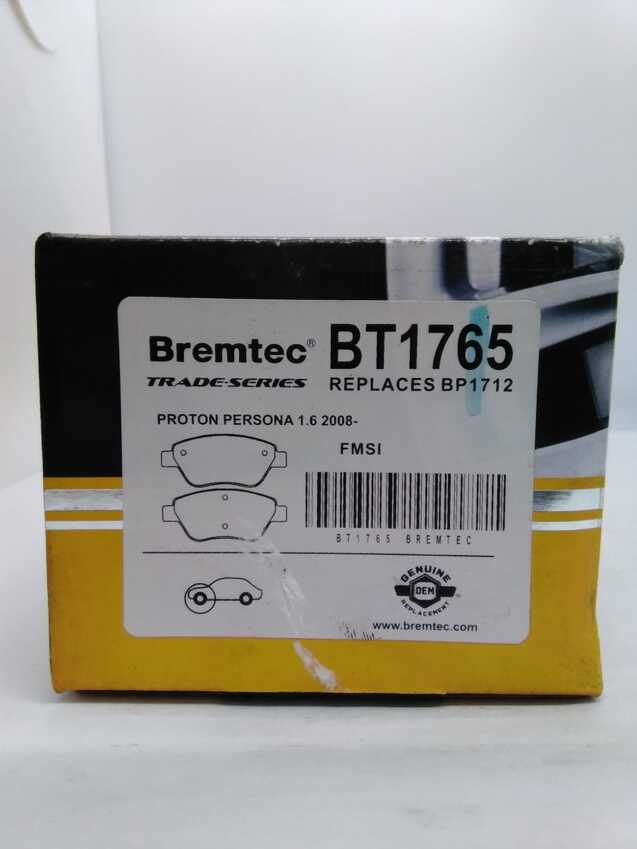 Bremtec® BT1765
TRADE-SERIES REPLACES BP1712
PROTON PERSONA 1.6 2008-
FMSI
BT1765 BREMTEC
GENUINE
OEM
REPLACEMENT
www.bremtec.com